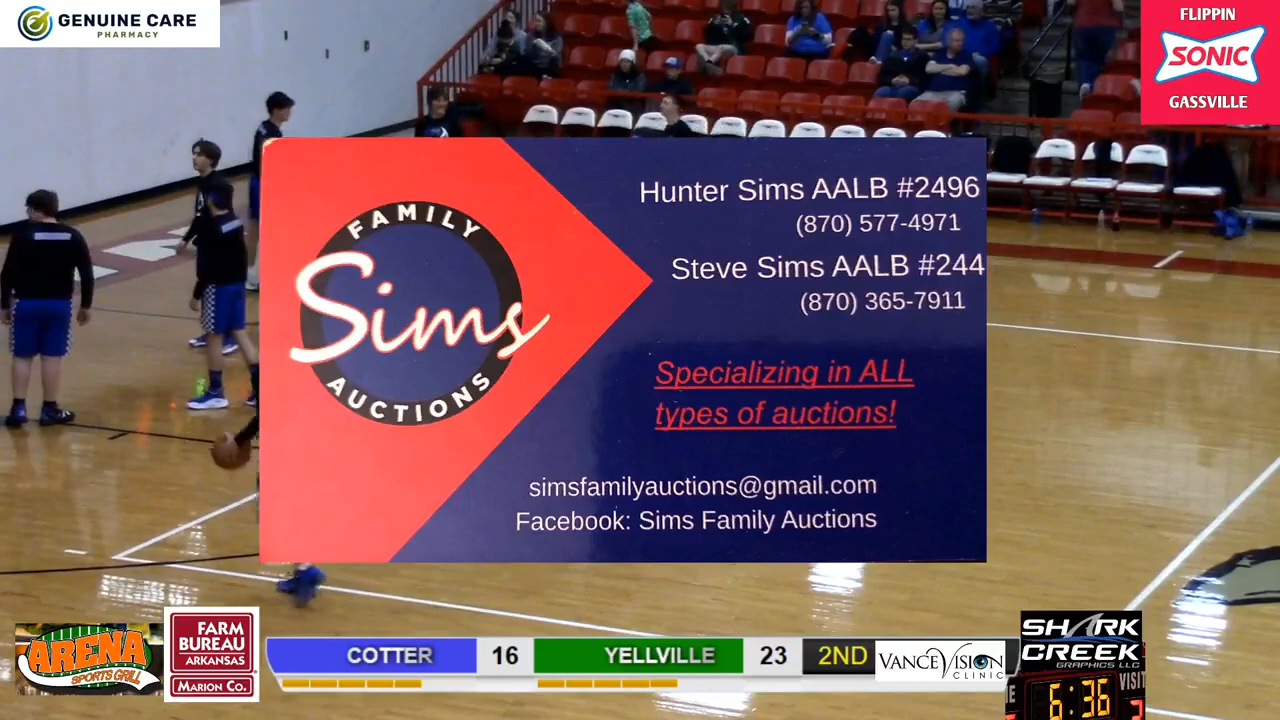 GENUINE CARE
PHARMACY
FLIPPIN
SONIC
GASSVILLE
FAMILY
Sims
AUCTIONS
Hunter Sims AALB #2496
(870) 577-4971
Steve Sims AALB #244
(870) 365-7911
Specializing in ALL
types of auctions!
simsfamilyauctions@gmail.com
Facebook: Sims Family Auctions
ARENA
SPORTS GRILL
FARM
BUREAU
ARKANSAS
MARION CO.
COTTER 16 YELLVILLE 23 2ND
VANCE VISION
CLINIC
SHARK
CREEK
GRAPHICS LLC
VISIT
6:36